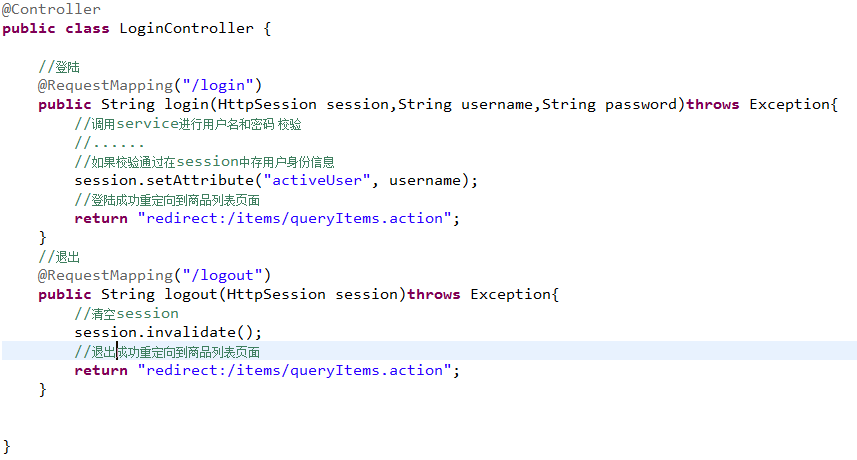 @Controller
public class LoginController {
//登陆
@RequestMapping("/login")
public String login(HttpSession session,String username,String password)throws Exception{
//调用service进行用户名和密码 校验
//......
//如果校验通过在session中存用户身份信息
session.setAttribute("activeUser", username);
//登陆成功重定向到商品列表页面
return "redirect:/items/queryItems.action";
}
//退出
@RequestMapping("/logout")
public String logout(HttpSession session)throws Exception{
//清空session
session.invalidate();
//退出成功重定向到商品列表页面
return "redirect:/items/queryItems.action";
}
}